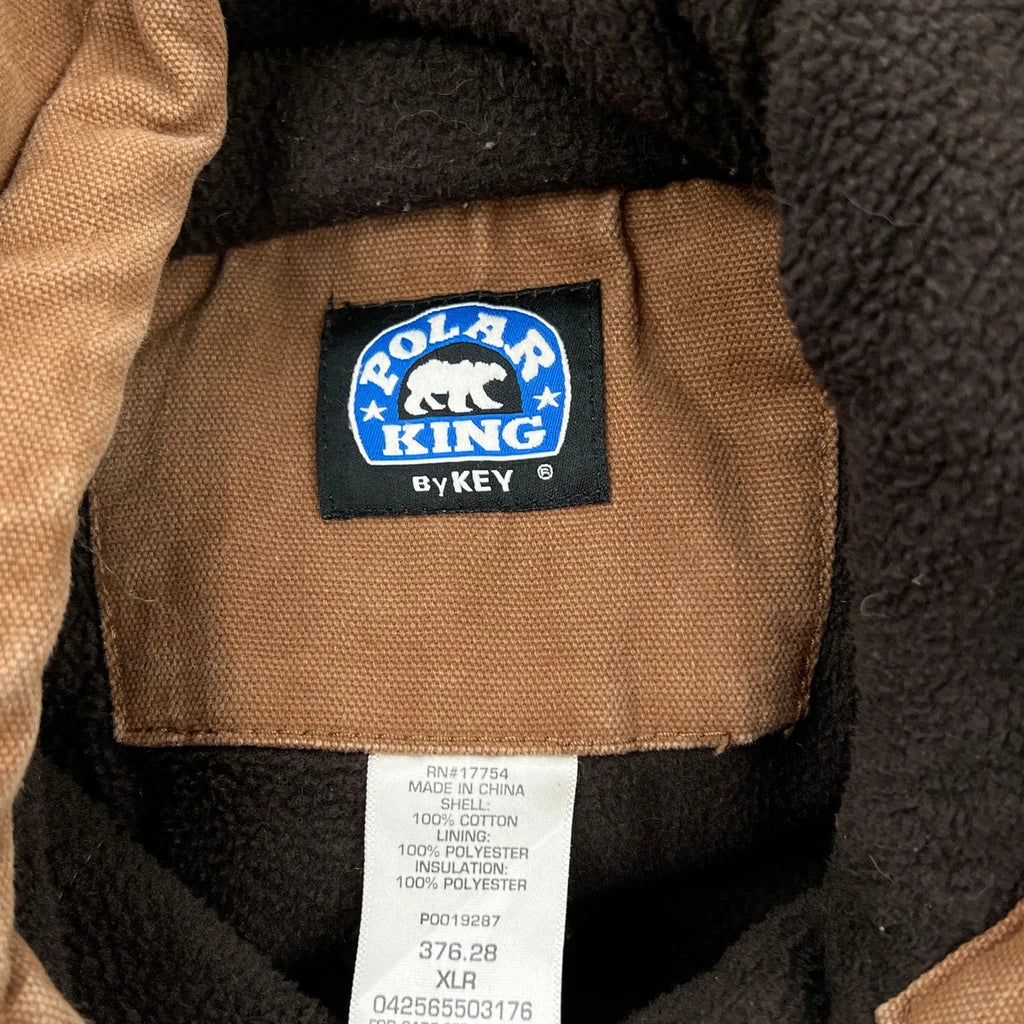 POLAR
KING
By KEY ®
RN#17754
MADE IN CHINA
SHELL:
100% COTTON
LINING:
100% POLYESTER
INSULATION:
100% POLYESTER
P0019287
376.28
XLR
042565503176